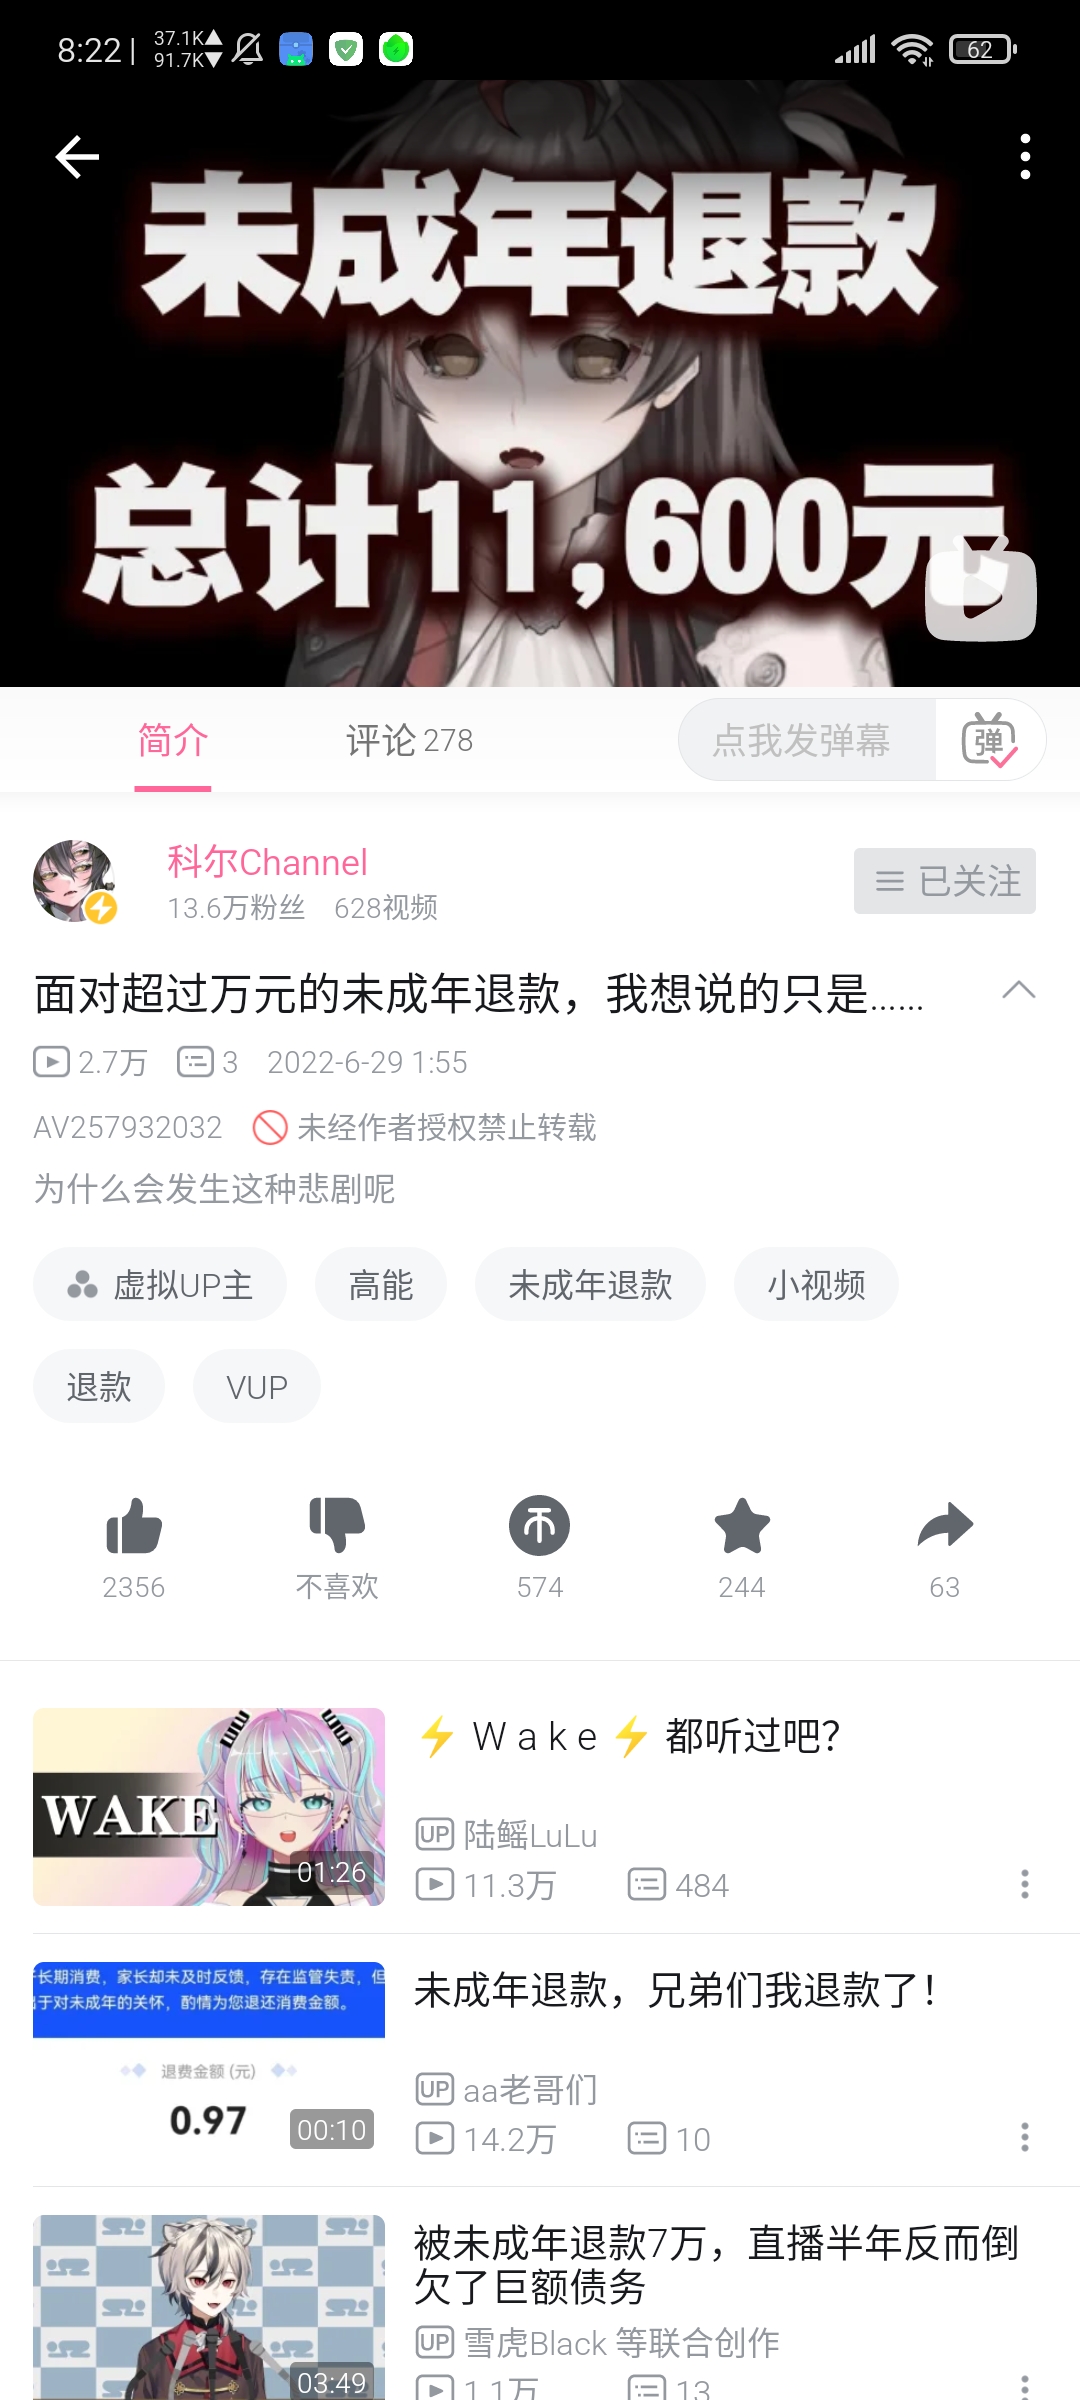 8:22 |
37.1K
91.7K
62
未成年退款
总计11,600元
简介
评论 278
点我发弹幕
弹
科尔Channel
13.6万粉丝 628视频
已关注
面对超过万元的未成年退款，我想说的只是......
2.7万 3 2022-6-29 1:55
AV257932032 未经作者授权禁止转载
为什么会发生这种悲剧呢
虚拟UP主 高能 未成年退款 小视频
退款 VUP
2356 不喜欢 574 244 63
⚡ W a k e ⚡ 都听过吧？
WAKE
01:26
UP 陆鳐LuLu
11.3万 484
长期消费，家长却未及时反馈，存在监管失责，但
于对未成年的关怀，酌情为您退还消费金额。
退费金额 (元)
0.97
00:10
未成年退款，兄弟们我退款了！
UP aa老哥们
14.2万 10
03:49
被未成年退款7万，直播半年反而倒
欠了巨额债务
UP 雪虎Black 等联合创作
1.1万 13